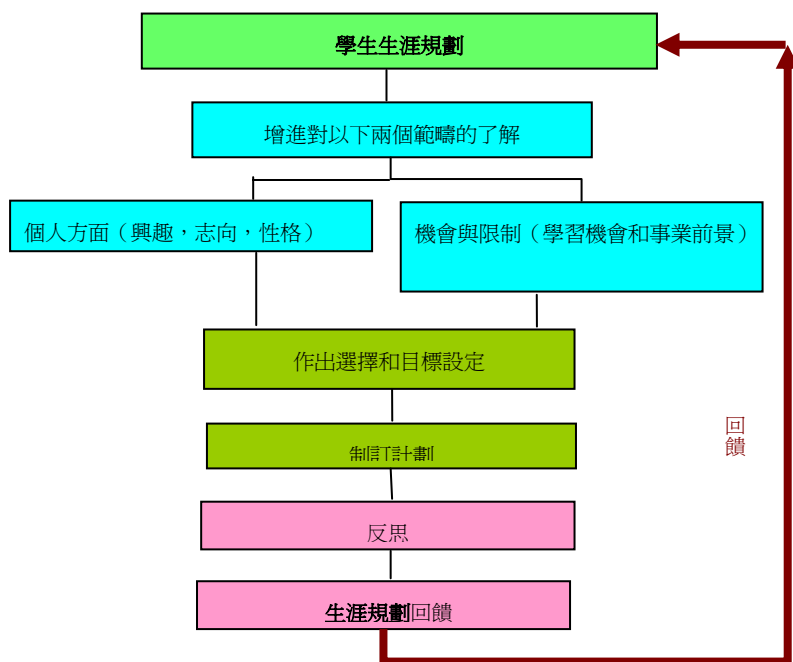 學生生涯規劃
增進對以下兩個範疇的了解
個人方面（興趣，志向，性格）
機會與限制（學習機會和事業前景）
作出選擇和目標設定
制訂計劃
反思
生涯規劃回饋
回
饋